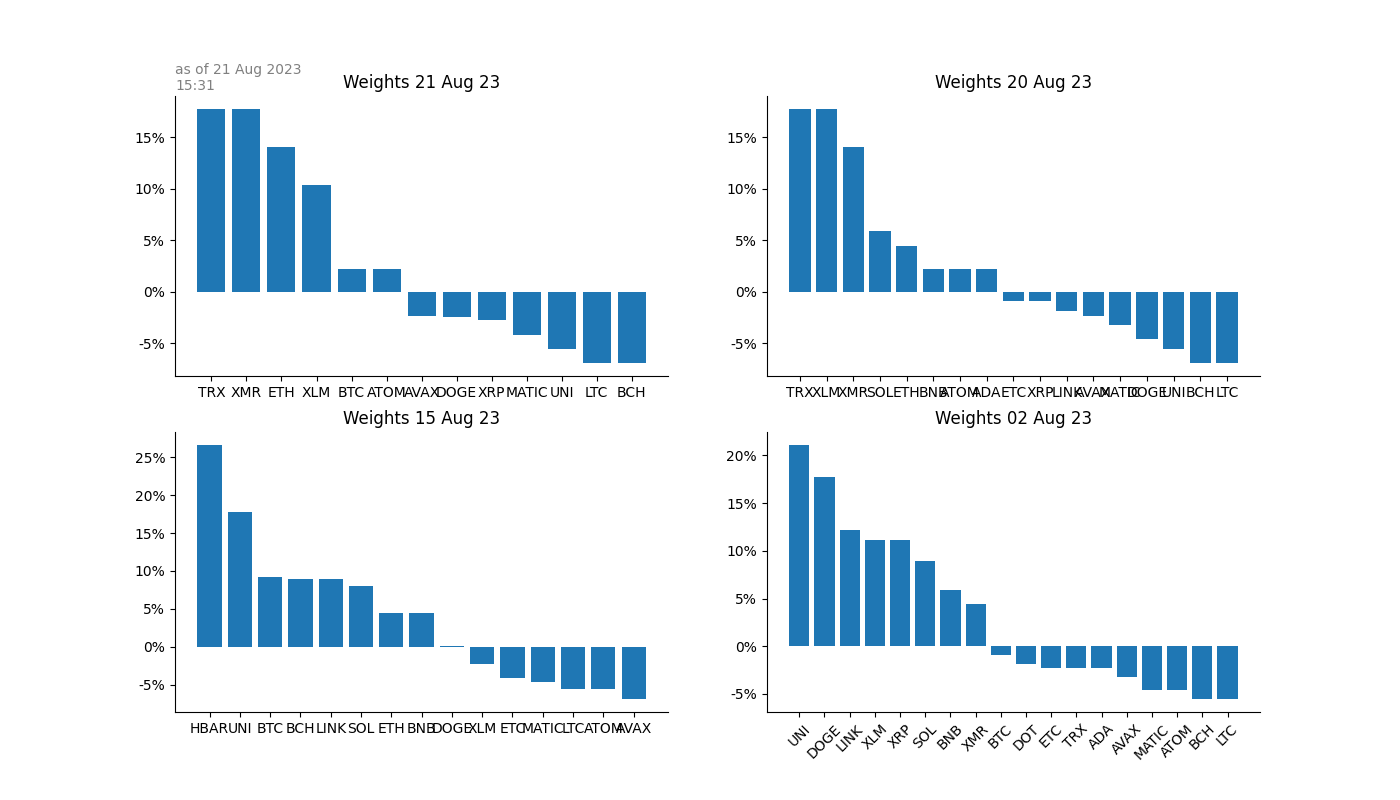 as of 21 Aug 2023
15:31
Weights 21 Aug 23
15%
10%
5%
0%
-5%
TRX XMR ETH XLM BTC ATOM AVAX DOGE XRP MATIC UNI LTC BCH
Weights 20 Aug 23
15%
10%
5%
0%
-5%
TRX XLM XMR SOL ETH BNB ATOM ADA ETC XRP LINK AVAX MATIC DOGE UNI BCH LTC
Weights 15 Aug 23
25%
20%
15%
10%
5%
0%
-5%
HBAR UNI BTC BCH LINK SOL ETH BNB DOGE XLM ETC MATIC LTC ATOM AVAX
Weights 02 Aug 23
20%
15%
10%
5%
0%
-5%
UNI DOGE LINK XLM XRP SOL BNB XMR BTC DOT ETC TRX ADA AVAX MATIC ATOM BCH LTC